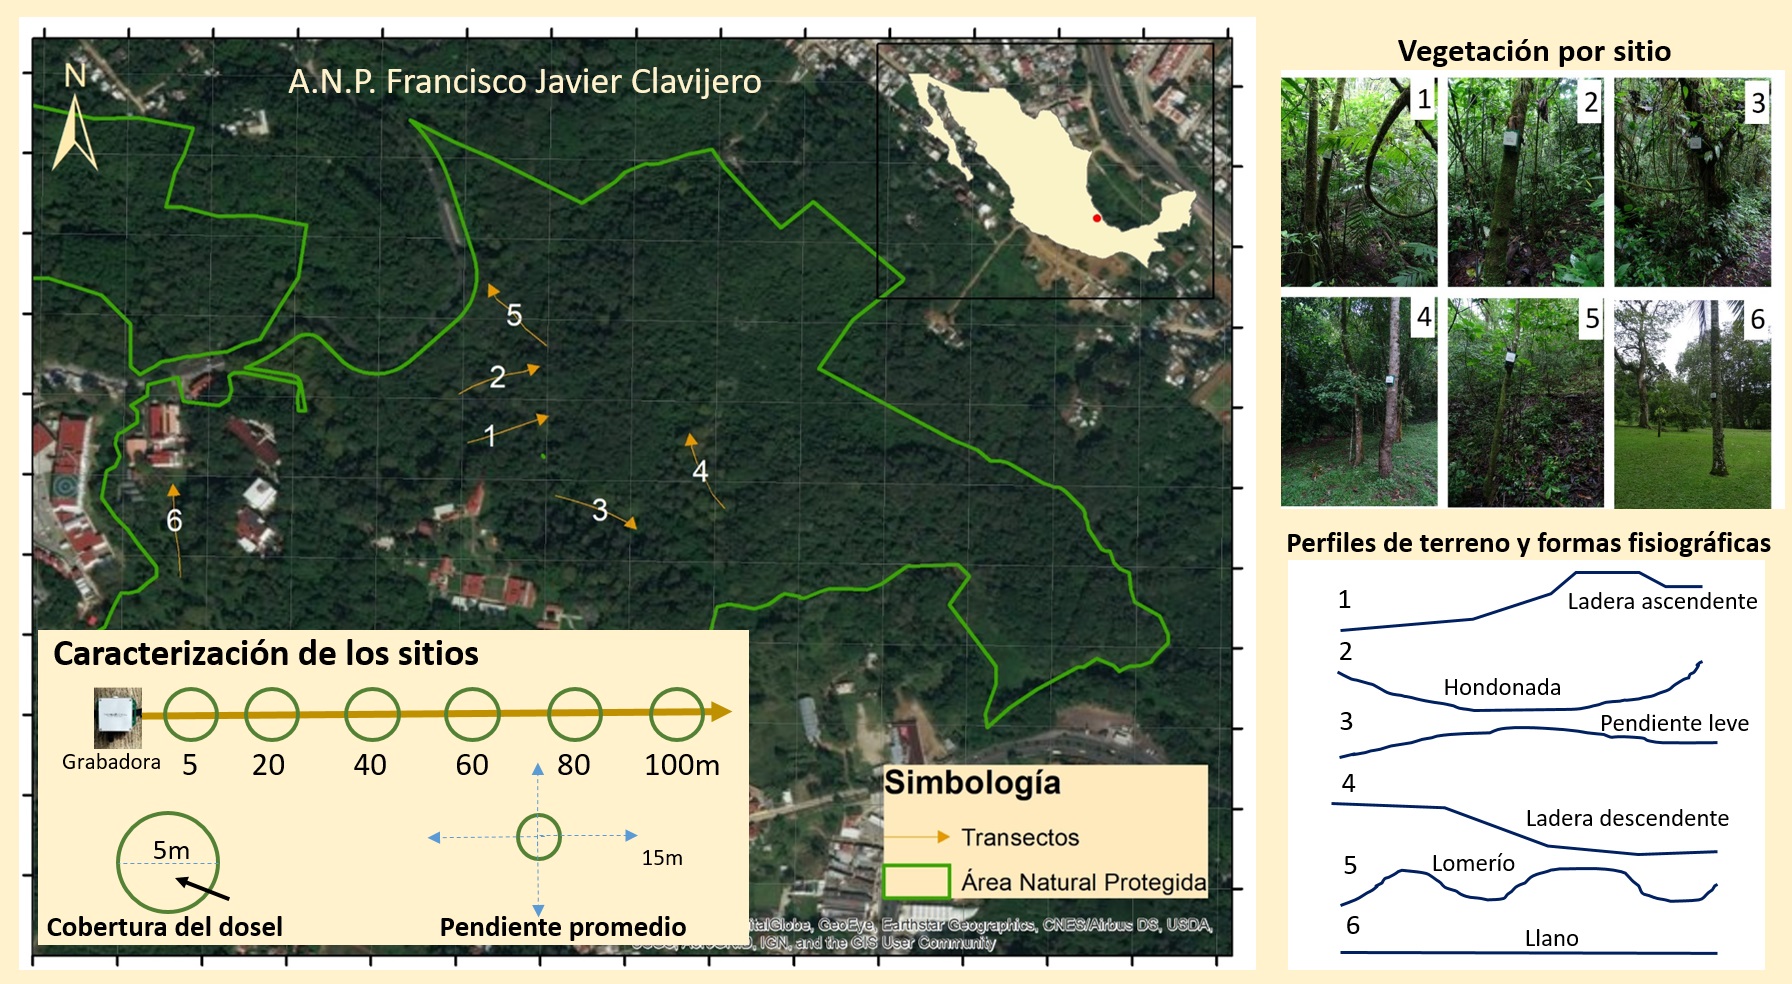 N
A.N.P. Francisco Javier Clavijero
5
2
1
4
3
6
Caracterización de los sitios
Grabadora
5
20
40
60
80
100m
5m
15m
Cobertura del dosel
Pendiente promedio
Simbología
Transectos
Área Natural Protegida
GeoEye, Earthstar Geographics, CNES/Airbus DS, USDA,
IGN, and the GIS User Community
Vegetación por sitio
1
2
3
4
5
6
Perfiles de terreno y formas fisiográficas
1
Ladera ascendente
2
Hondonada
3
Pendiente leve
4
Ladera descendente
5
Lomerío
6
Llano